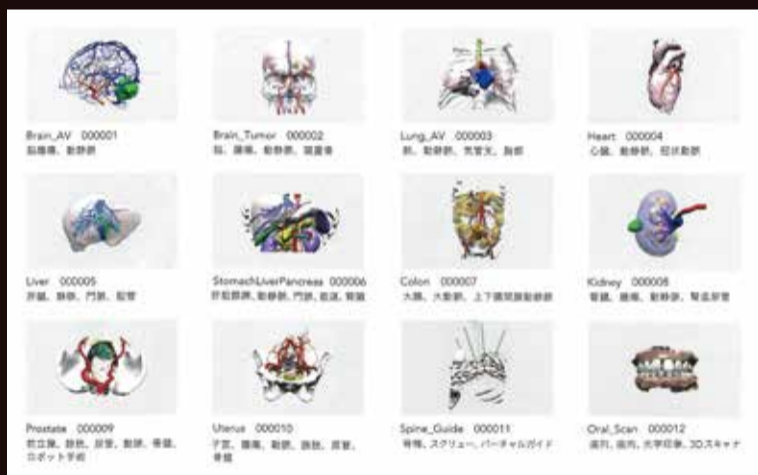 Brain_AV 000001
脳腫瘍、動静脈
Brain_Tumor 000002
脳、腫瘍、動静脈、頭蓋骨
Lung_AV 000003
肺、動静脈、気管支、胸郭
Heart 000004
心臓、動静脈、冠状動脈
Liver 000005
肝臓、静脈、門脈、胆管
StomachLiverPancreas 000006
動静脈、門脈、腎臓
Colon 000007
大腸、大動脈、上下腸間膜動静脈
Kidney 000008
腎臓、腫瘍、動静脈、腎盂尿管
Prostate 000009
前立腺、膀胱、尿管、動脈、骨盤、
ロボット手術
Uterus 000010
子宮、腫瘍、動脈、膀胱、尿管、
骨盤
Spine_Guide 000011
脊椎、スクリュー、バーチャルガイド
Oral_Scan 000012
歯列、歯肉、光学印象、3Dスキャナ